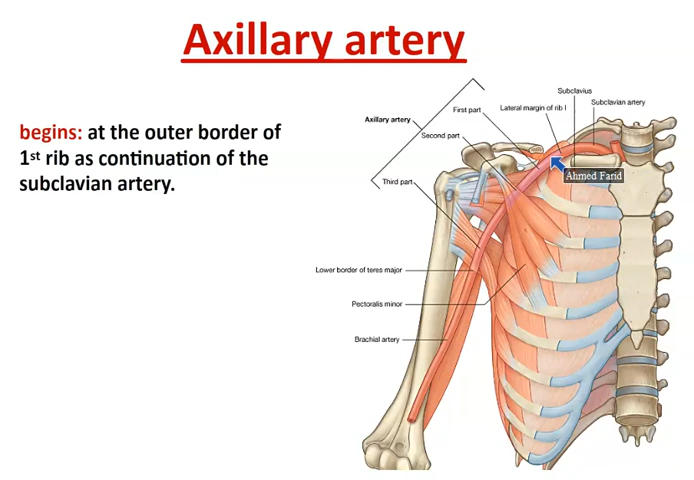 Axillary artery
begins: at the outer border of
1st rib as continuation of the
subclavian artery.
Subclavius
Subclavian artery
Lateral margin of rib I
First part
Axillary artery
Second part
Ahmed Farid
Third part
Lower border of teres major
Pectoralis minor
Brachial artery